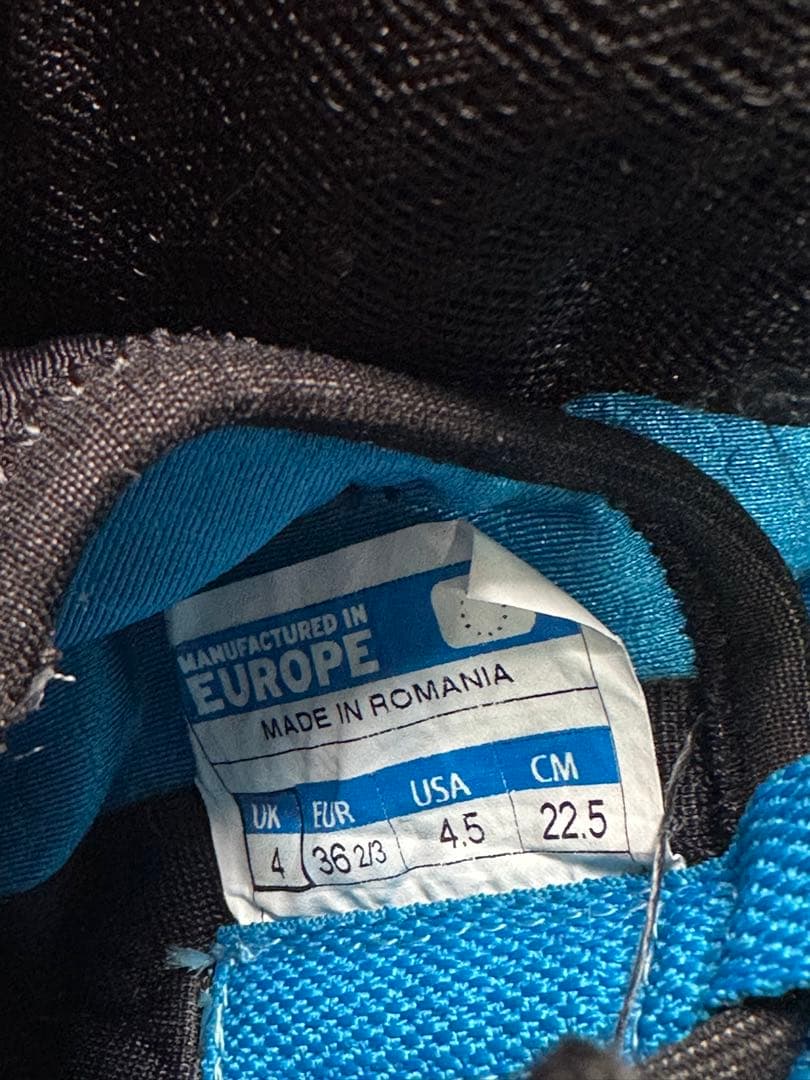 MANUFACTURED IN
EUROPE
MADE IN ROMANIA
UK EUR USA CM
4 36 2/3 4.5 22.5